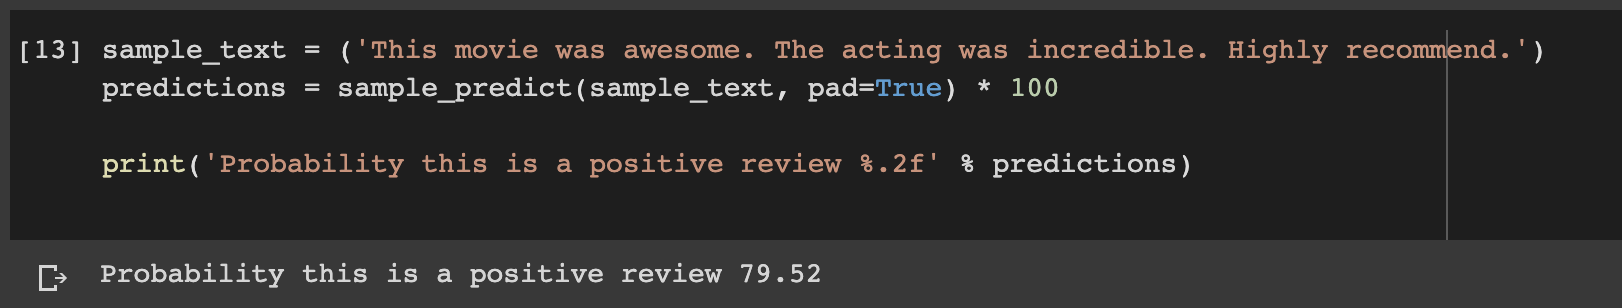 [13] sample_text = ('This movie was awesome. The acting was incredible. Highly recommend.')
predictions = sample_predict(sample_text, pad=True) * 100
print('Probability this is a positive review %.2f' % predictions)
Probability this is a positive review 79.52